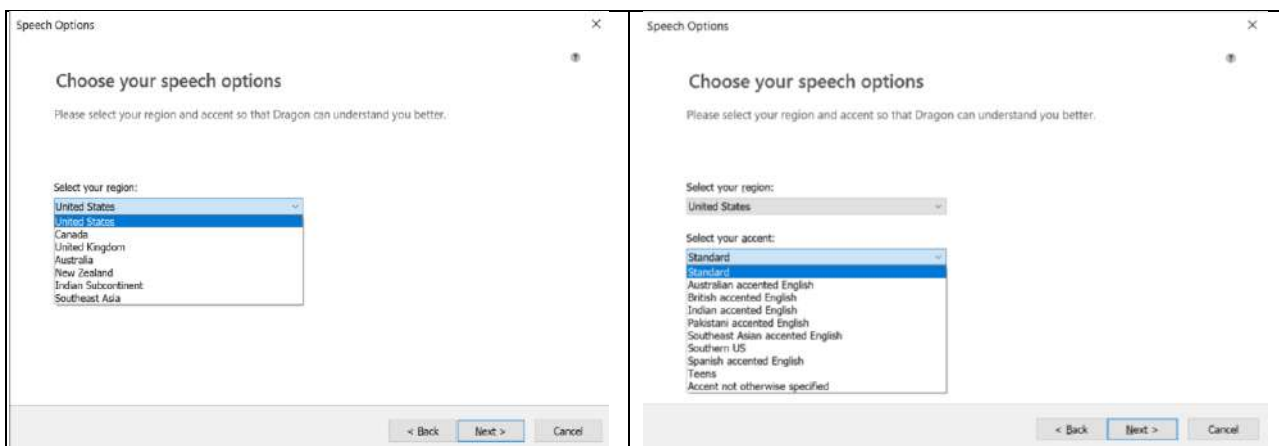 Speech Options
Choose your speech options
Please select your region and accent so that Dragon can understand you better.
Select your region:
United States
United States
Canada
United Kingdom
Australia
New Zealand
Indian Subcontinent
Southeast Asia
< Back Next > Cancel
Speech Options
Choose your speech options
Please select your region and accent so that Dragon can understand you better.
Select your region:
United States
Select your accent:
Standard
Standard
Australian accented English
British accented English
Indian accented English
Pakistani accented English
Southeast Asian accented English
Southern US
Spanish accented English
Teens
Accent not otherwise specified
< Back Next > Cancel